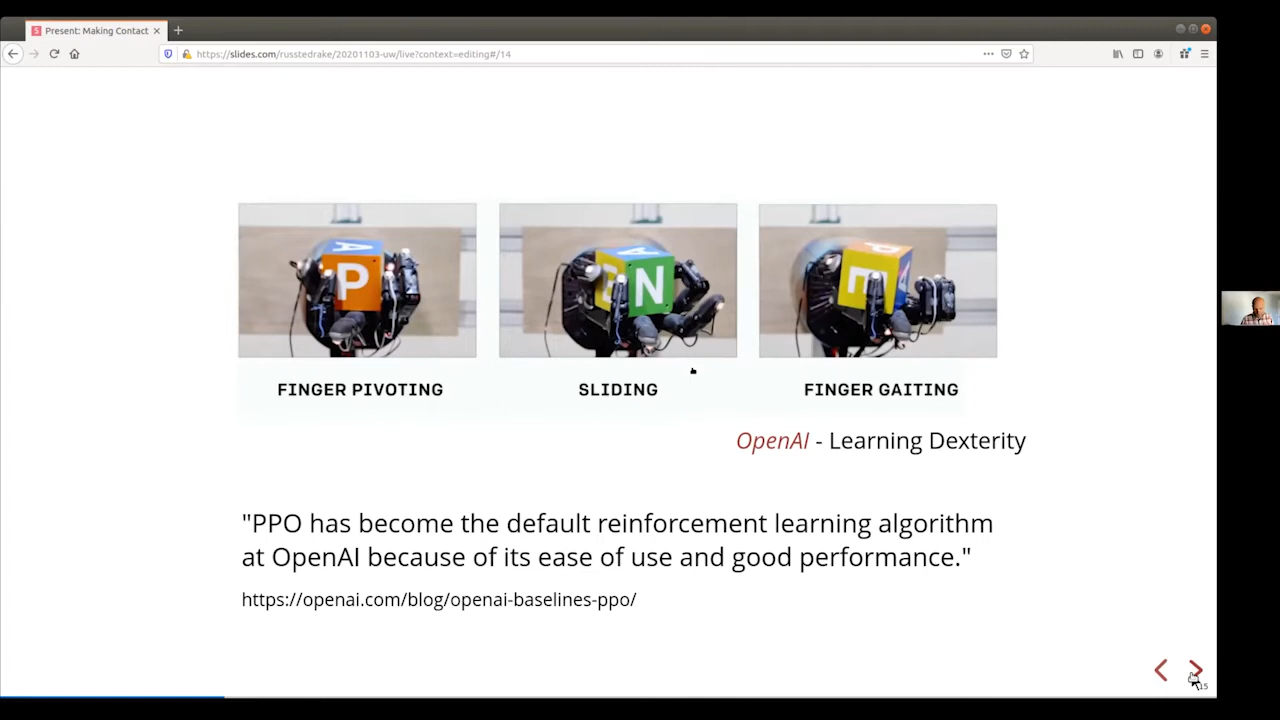 Present: Making Contact
https://slides.com/russtedrake/20201103-uw/live?context=editing#/14
A
P
N
E
FINGER PIVOTING
SLIDING
FINGER GAITING
OpenAI - Learning Dexterity
"PPO has become the default reinforcement learning algorithm
at OpenAI because of its ease of use and good performance."
https://openai.com/blog/openai-baselines-ppo/
15